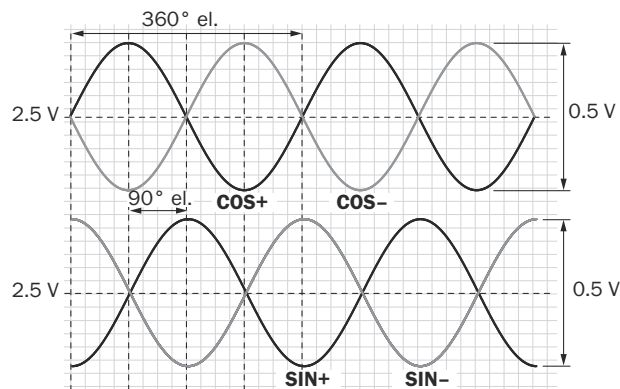 360° el.
2.5 V
0.5 V
90° el.
COS+
COS–
2.5 V
0.5 V
SIN+
SIN–